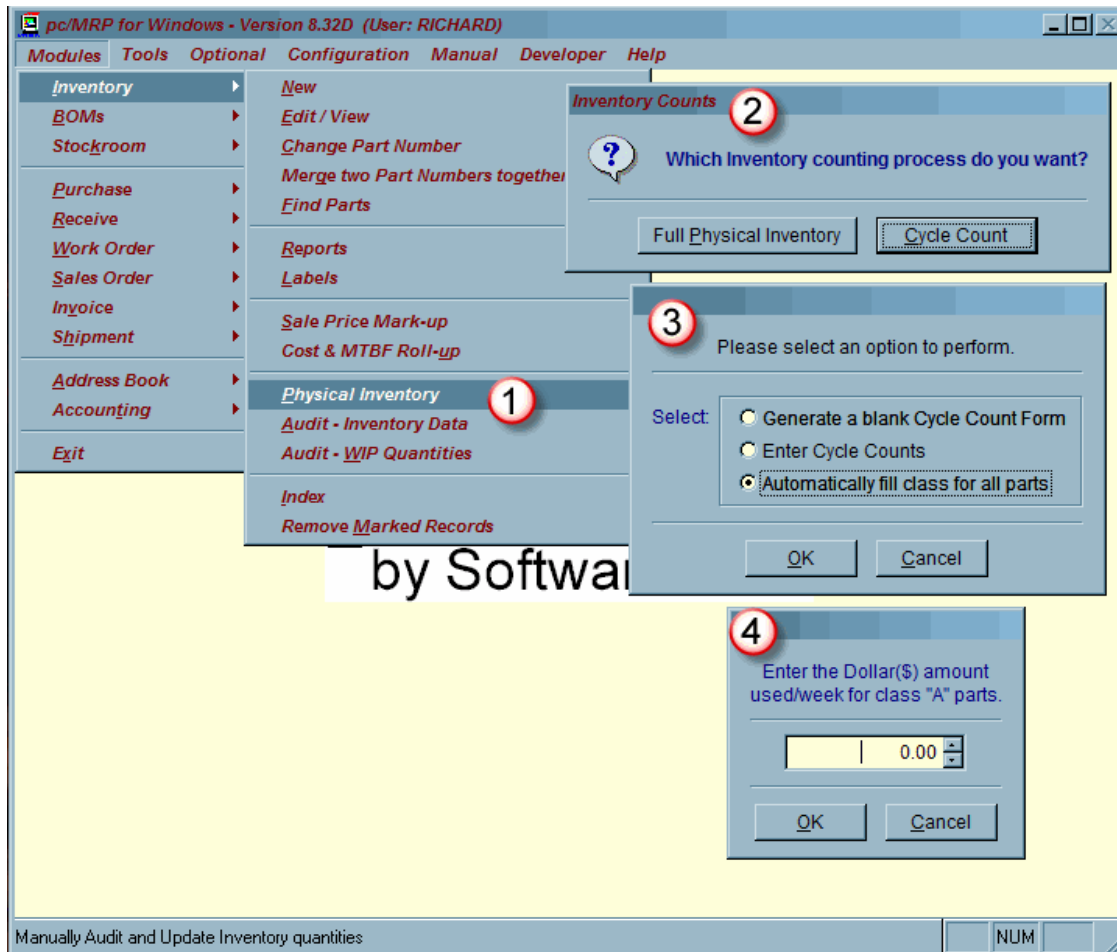 pc/MRP for Windows - Version 8.32D (User: RICHARD)
Modules Tools Optional Configuration Manual Developer Help
Inventory
BOMs
Stockroom
Purchase
Receive
Work Order
Sales Order
Invoice
Shipment
Address Book
Accounting
Exit
New
Edit / View
Change Part Number
Merge two Part Numbers together
Find Parts
Reports
Labels
Sale Price Mark-up
Cost & MTBF Roll-up
Physical Inventory
1
Audit - Inventory Data
Audit - WIP Quantities
Index
Remove Marked Records
Inventory Counts
2
Which Inventory counting process do you want?
Full Physical Inventory
Cycle Count
3
Please select an option to perform.
Select:
Generate a blank Cycle Count Form
Enter Cycle Counts
Automatically fill class for all parts
OK
Cancel
by Softwa
4
Enter the Dollar($) amount
used/week for class "A" parts.
0.00
OK
Cancel
Manually Audit and Update Inventory quantities
NUM